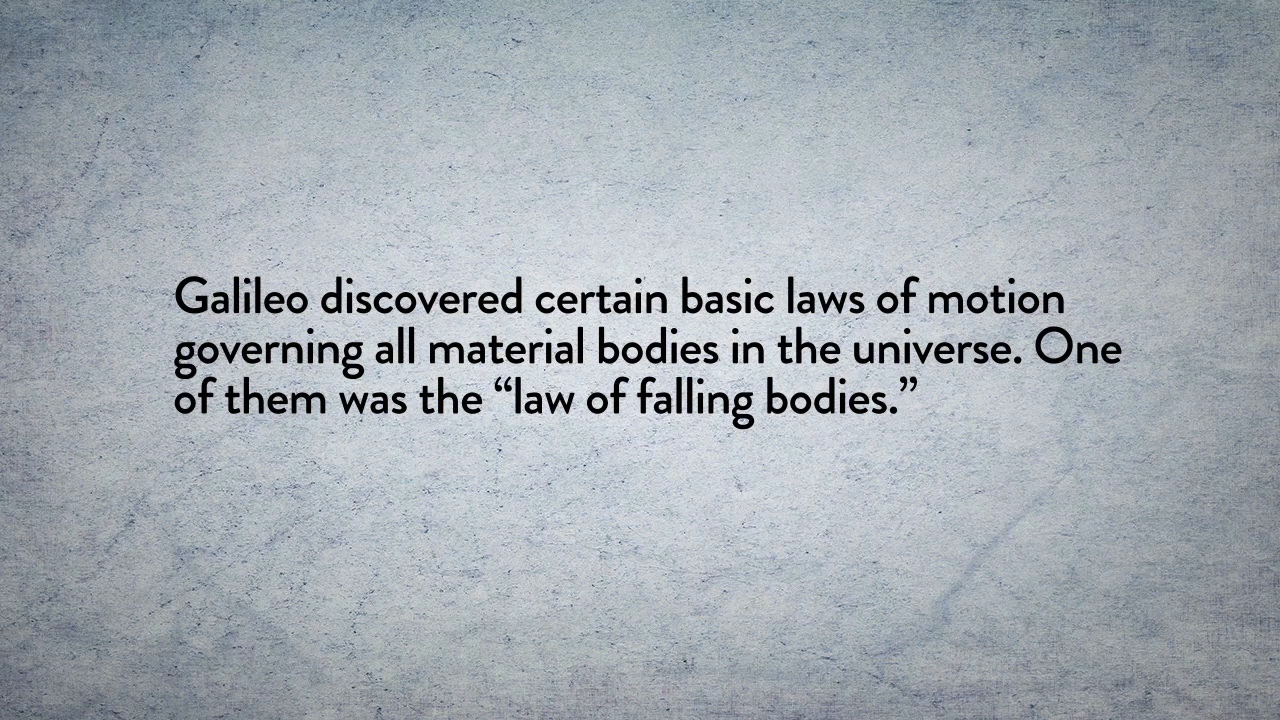 Galileo discovered certain basic laws of motion
governing all material bodies in the universe. One
of them was the “law of falling bodies.”